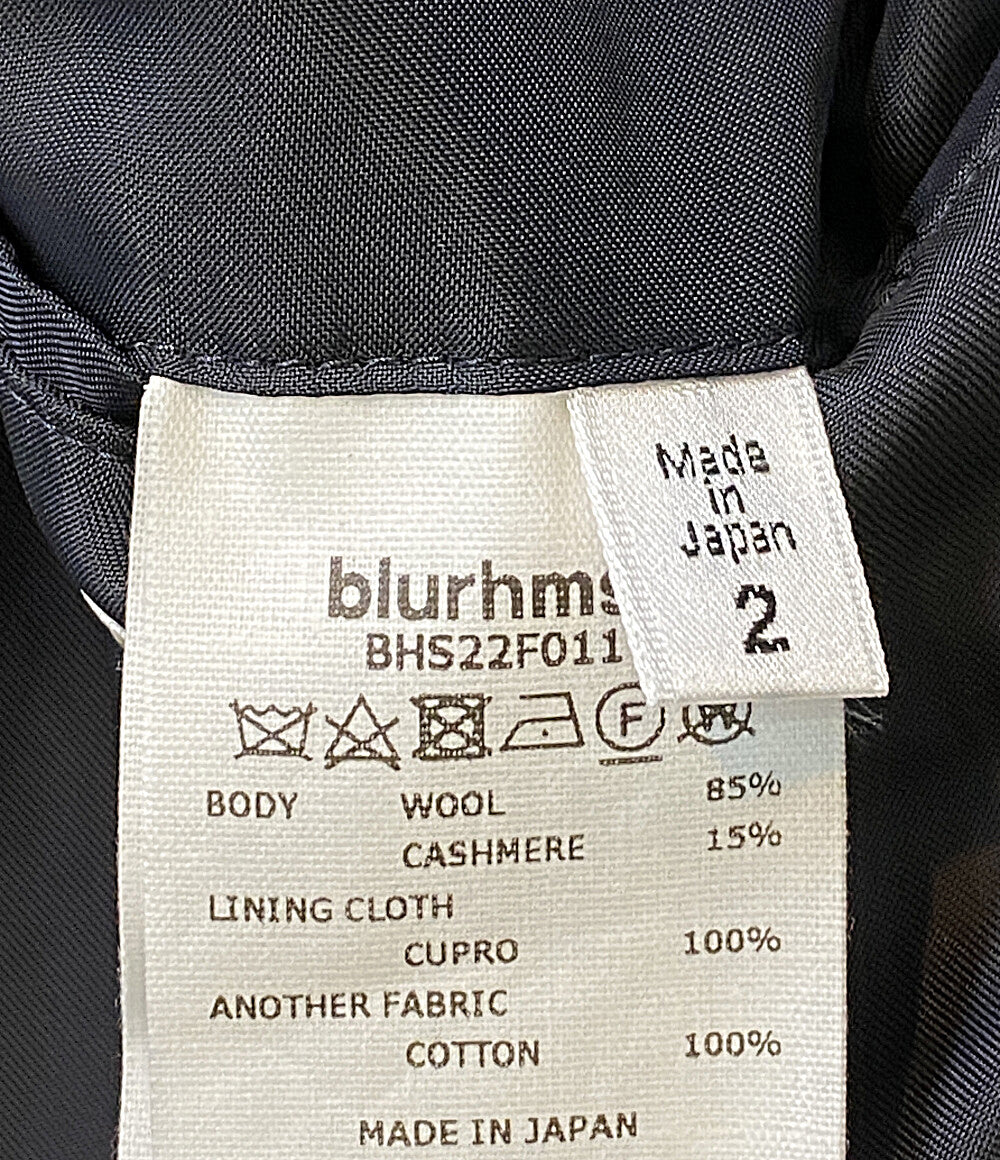 Made
in
Japan
2
blurhms
BHS22F011
F
W
BODY WOOL 85%
CASHMERE 15%
LINING CLOTH
CUPRO 100%
ANOTHER FABRIC
COTTON 100%
MADE IN JAPAN